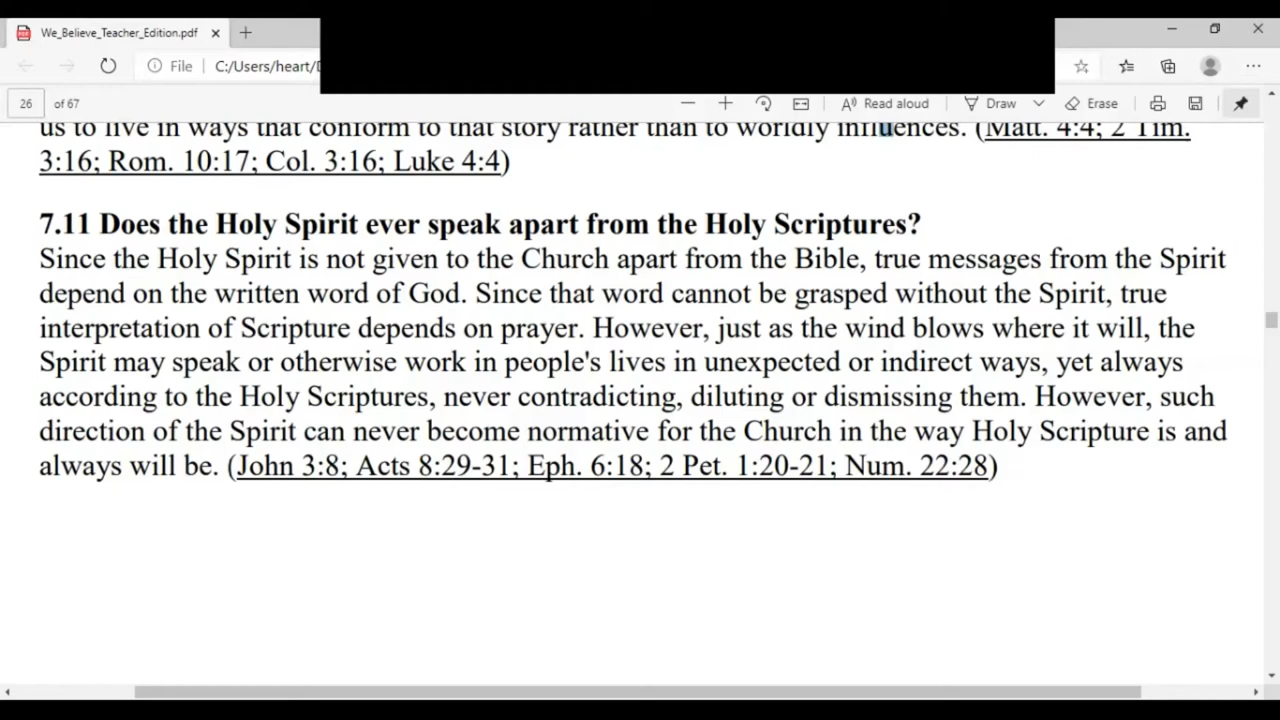 We_Believe_Teacher_Edition.pdf
File C:/Users/heart/D
26 of 67 Read aloud Draw Erase
us to live in ways that conform to that story rather than to worldly influences. (Matt. 4:4; 2 Tim.
3:16; Rom. 10:17; Col. 3:16; Luke 4:4)
7.11 Does the Holy Spirit ever speak apart from the Holy Scriptures?
Since the Holy Spirit is not given to the Church apart from the Bible, true messages from the Spirit
depend on the written word of God. Since that word cannot be grasped without the Spirit, true
interpretation of Scripture depends on prayer. However, just as the wind blows where it will, the
Spirit may speak or otherwise work in people's lives in unexpected or indirect ways, yet always
according to the Holy Scriptures, never contradicting, diluting or dismissing them. However, such
direction of the Spirit can never become normative for the Church in the way Holy Scripture is and
always will be. (John 3:8; Acts 8:29-31; Eph. 6:18; 2 Pet. 1:20-21; Num. 22:28)